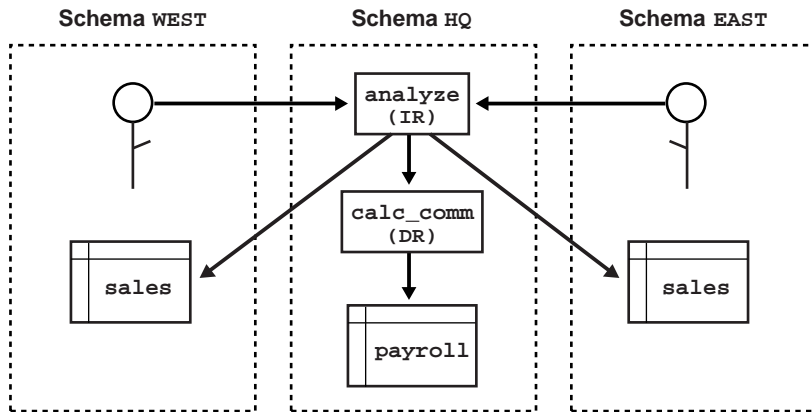 Schema WEST
Schema HQ
Schema EAST
analyze
(IR)
calc_comm
(DR)
sales
sales
payroll